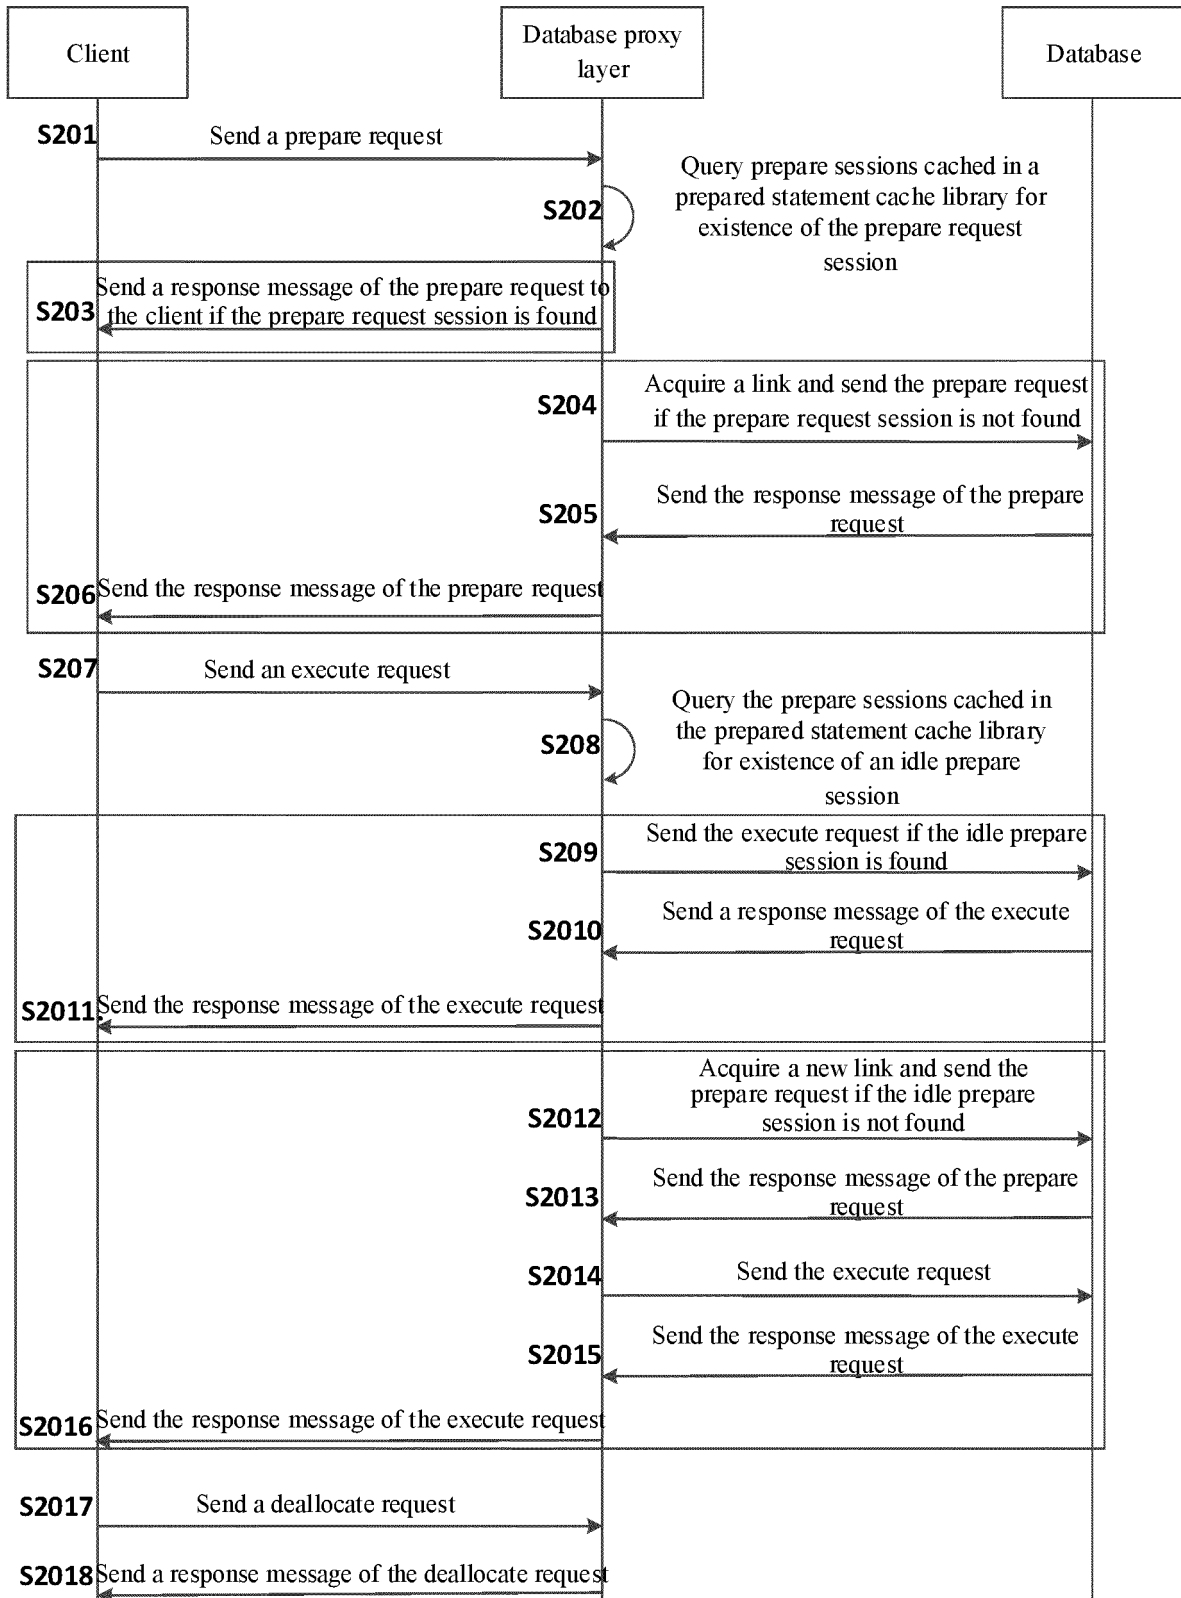 Client
Database proxy
layer
Database
S201
Send a prepare request
S202
Query prepare sessions cached in a
prepared statement cache library for
existence of the prepare request
session
S203
Send a response message of the prepare request to
the client if the prepare request session is found
S204
Acquire a link and send the prepare request
if the prepare request session is not found
S205
Send the response message of the prepare
request
S206
Send the response message of the prepare request
S207
Send an execute request
S208
Query the prepare sessions cached in
the prepared statement cache library
for existence of an idle prepare
session
S209
Send the execute request if the idle prepare
session is found
S2010
Send a response message of the execute
request
S2011.
Send the response message of the execute request
S2012
Acquire a new link and send the
prepare request if the idle prepare
session is not found
S2013
Send the response message of the prepare
request
S2014
Send the execute request
S2015
Send the response message of the execute
request
S2016
Send the response message of the execute request
S2017
Send a deallocate request
S2018
Send a response message of the deallocate request